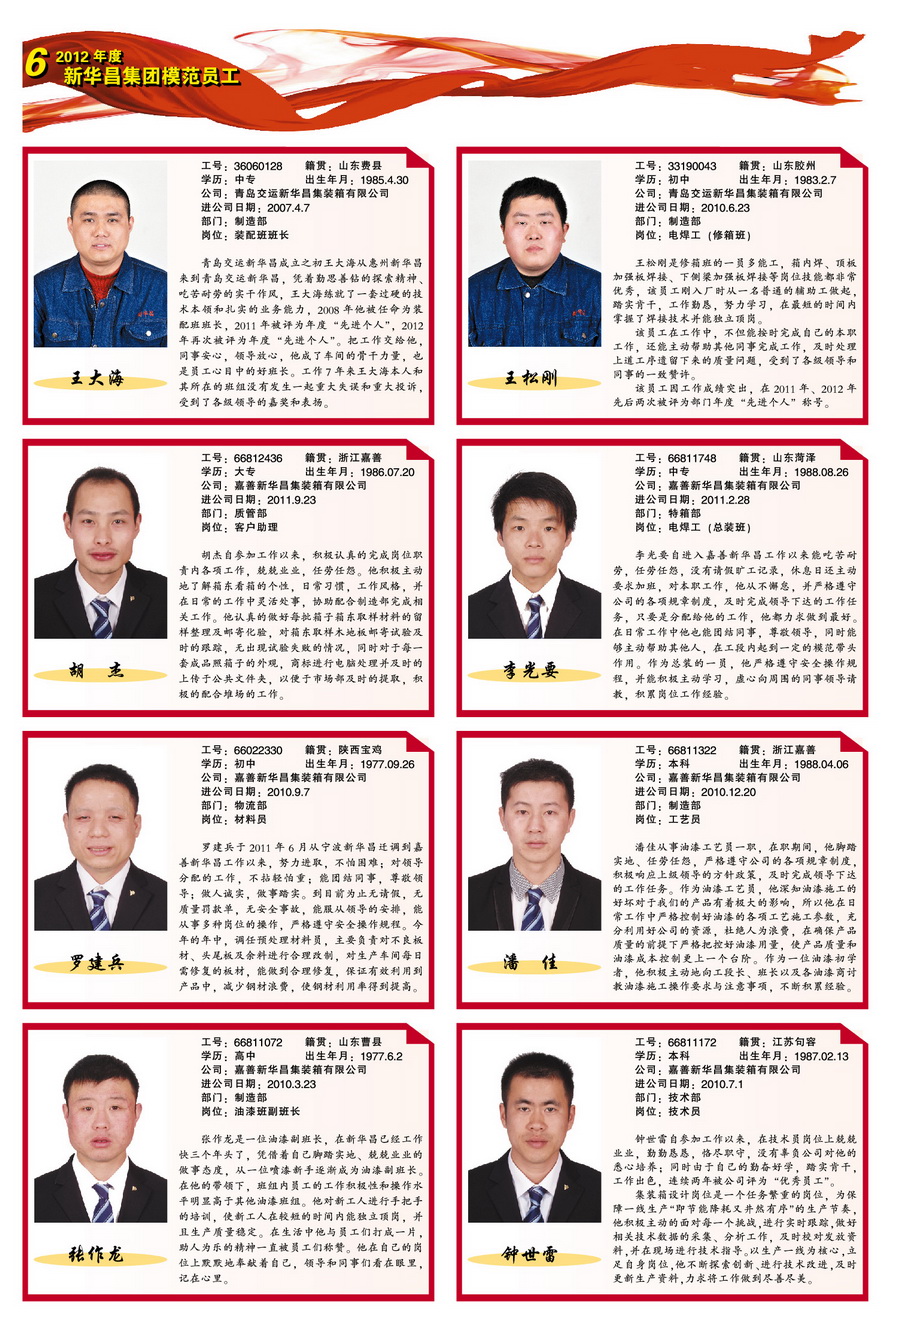 6
2012 年度
新华昌集团模范员工
工号：36060128 籍贯：山东费县
学历：中专 出生年月：1985.4.30
公司：青岛交运新华昌集装箱有限公司
进公司日期：2007.4.7
部门：制造部
岗位：装配班班长
青岛交运新华昌成立之初王大海从惠州新华昌
来到青岛交运新华昌，凭着勤思善钻的探索精神、
吃苦耐劳的实干作风，王大海练就了一套过硬的技
术本领和扎实的业务能力，2008 年他被任命为装
配班班长，2011 年被评为年度“先进个人”，2012
年再次被评为年度“先进个人”。把工作交给他，
同事安心，领导放心，他成了车间的骨干力量，也
是员工心目中的好班长。工作 7 年来王大海本人和
其所在的班组没有发生一起重大失误和重大投诉，
受到了各级领导的嘉奖和表扬。
王大海
工号：33190043 籍贯：山东胶州
学历：初中 出生年月：1983.2.7
公司：青岛交运新华昌集装箱有限公司
进公司日期：2010.6.23
部门：制造部
岗位：电焊工（修箱班）
王松刚是修箱班的一员多能工，箱内焊、顶板
加强板焊接、下侧梁加强板焊接等岗位技能都非常
优秀，该员工刚入厂时从一名普通的辅助工做起，
踏实肯干，工作勤恳，努力学习，在最短的时间内
掌握了焊接技术并能独立顶岗。
该员工在工作中，不但能按时完成自己的本职
工作，还能主动帮助其他同事完成工作，及时处理
上道工序遗留下来的质量问题，受到了各级领导和
同事的一致赞许。
该员工因工作成绩突出，在 2011 年、2012 年
先后两次被评为部门年度“先进个人”称号。
王松刚
工号：66812436 籍贯：浙江嘉善
学历：大专 出生年月：1986.07.20
公司：嘉善新华昌集装箱有限公司
进公司日期：2011.9.23
部门：质管部
岗位：客户助理
胡杰自参加工作以来，积极认真的完成岗位职
责内各项工作，兢兢业业，任劳任怨。他积极主动
地了解箱东看箱的个性，日常习惯，工作风格，并
在日常的工作中灵活处事，协助配合制造部完成相
关工作。他认真的做好每批箱子箱东取样材料的留
样整理及邮寄化验，对箱东取样木地板邮寄试验及
时的跟踪，无出现试验失败的情况，同时对于每一
套成品照箱子的外观，商标进行电脑处理并及时的
上传于公共文件夹，以便于市场部及时的提取，积
极的配合堆场的工作。
胡 杰
工号：66811748 籍贯：山东菏泽
学历：中专 出生年月：1988.08.26
公司：嘉善新华昌集装箱有限公司
进公司日期：2011.2.28
部门：特箱部
岗位：电焊工（总装班）
李光要自进入嘉善新华昌工作以来能吃苦耐
劳，任劳任怨，没有请假旷工记录，休息日还主动
要求加班，对本职工作，他从不懈怠，并严格遵守
公司的各项规章制度，及时完成领导下达的工作任
务，只要是分配给他的工作，他都力求做到最好。
在日常工作中他也能团结同事，尊敬领导，同时能
够主动帮助其他人，在工段内起到一定的模范带头
作用。作为总装的一员，他严格遵守安全操作规
程，并能积极主动学习，虚心向周围的同事领导请
教，积累岗位工作经验。
李光要
工号：66022330 籍贯：陕西宝鸡
学历：初中 出生年月：1977.09.26
公司：嘉善新华昌集装箱有限公司
进公司日期：2010.9.7
部门：物流部
岗位：材料员
罗建兵于 2011 年 6 月从宁波新华昌迁调到嘉
善新华昌工作以来，努力进取，不怕困难；对领导
分配的工作，不拈轻怕重；能团结同事，尊敬领
导；做人诚实，做事踏实。到目前为止无请假，无
质量罚款单，无安全事故，能服从领导的安排，能
从事多种岗位的操作，严格遵守安全操作规程。今
年的年中，调任预处理材料员，主要负责对不良板
材、头尾板及余料进行合理改制，对生产车间每日
需修复的板材，能做到合理修复，保证有效利用到
产品中，减少钢材浪费，使钢材利用率得到提高。
罗建兵
工号：66811322 籍贯：浙江嘉善
学历：本科 出生年月：1988.04.06
公司：嘉善新华昌集装箱有限公司
进公司日期：2010.12.20
部门：制造部
岗位：工艺员
潘佳从事油漆工艺员一职，在职期间，他脚踏
实地、任劳任怨，严格遵守公司的各项规章制度，
积极响应上级领导的方针政策，及时完成领导下达
的工作任务。作为油漆工艺员，他深知油漆施工的
好坏对于我们的产品有着极大的影响，所以他在日
常工作中严格控制好油漆的各项工艺施工参数，充
分利用好公司的资源，杜绝人为浪费，在确保产品
质量的前提下严格把控好油漆用量，使产品质量和
油漆成本控制更上一个台阶。作为一位油漆初学
者，他积极主动地向工段长、班长以及各油漆商讨
教油漆施工操作要求与注意事项，不断积累经验。
潘 佳
工号：66811072 籍贯：山东曹县
学历：高中 出生年月：1977.6.2
公司：嘉善新华昌集装箱有限公司
进公司日期：2010.3.23
部门：制造部
岗位：油漆班副班长
张作龙是一位油漆副班长，在新华昌已经工作
快三个年头了，凭借着自己脚踏实地、兢兢业业的
做事态度，从一位喷漆新手逐渐成为油漆副班长。
在他的带领下，班组内员工的工作积极性和操作水
平明显高于其他油漆班组。他对新工人进行手把手
的培训，使新工人在较短的时间内能独立顶岗，并
且生产质量稳定。在生活中他与员工们打成一片，
助人为乐的精神一直被员工们称赞。他在自己的岗
位上默默地奉献着自己，领导和同事们看在眼里，
记在心里。
张作龙
工号：66811172 籍贯：江苏句容
学历：本科 出生年月：1987.02.13
公司：嘉善新华昌集装箱有限公司
进公司日期：2010.7.1
部门：技术部
岗位：技术员
钟世雷自参加工作以来，在技术员岗位上兢兢
业业，勤勤恳恳，恪尽职守，没有辜负公司对他的
悉心培养；同时由于自己的勤奋好学，踏实肯干，
工作出色，连续两年被公司评为“优秀员工”。
集装箱设计岗位是一个任务繁重的岗位，为保
障一线生产“即节能降耗又井然有序”的生产节奏，
他积极主动的面对每一个挑战，进行实时跟踪，做好
相关技术数据的采集、分析工作，及时校对发放资
料，并在现场进行技术指导。以生产一线为核心，立
足自身岗位，他不断探索创新、进行技术改进，及时
更新生产资料，力求将工作做到尽善尽美。
钟世雷